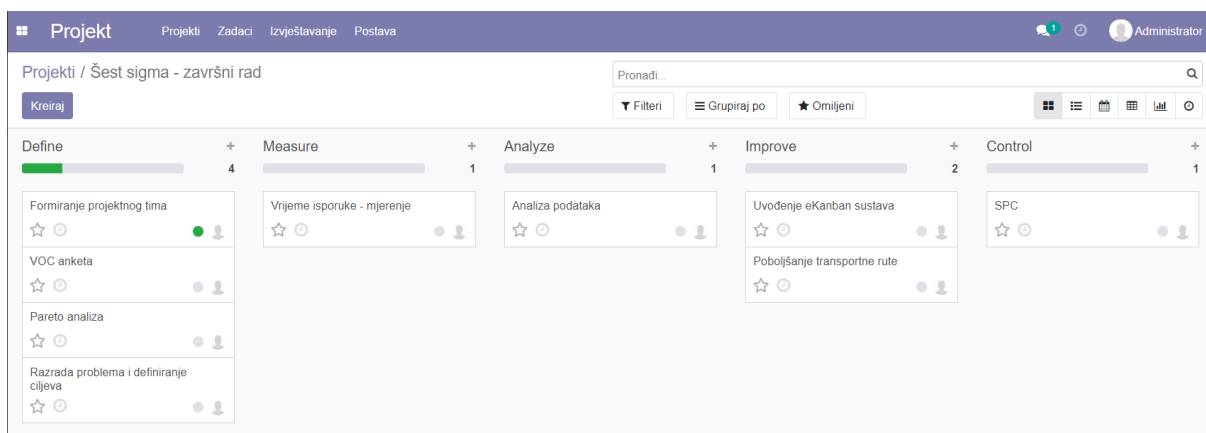 Projekt
Projekti Zadaci Izvještavanje Postava
1
Administrator
Projekti / Šest sigma - završni rad
Pronađi...
Kreiraj
Filteri Grupiraj po Omiljeni
Define +
4
Formiranje projektnog tima
VOC anketa
Pareto analiza
Razrada problema i definiranje
ciljeva
Measure +
1
Vrijeme isporuke - mjerenje
Analyze +
1
Analiza podataka
Improve +
2
Uvođenje eKanban sustava
Poboljšanje transportne rute
Control +
1
SPC